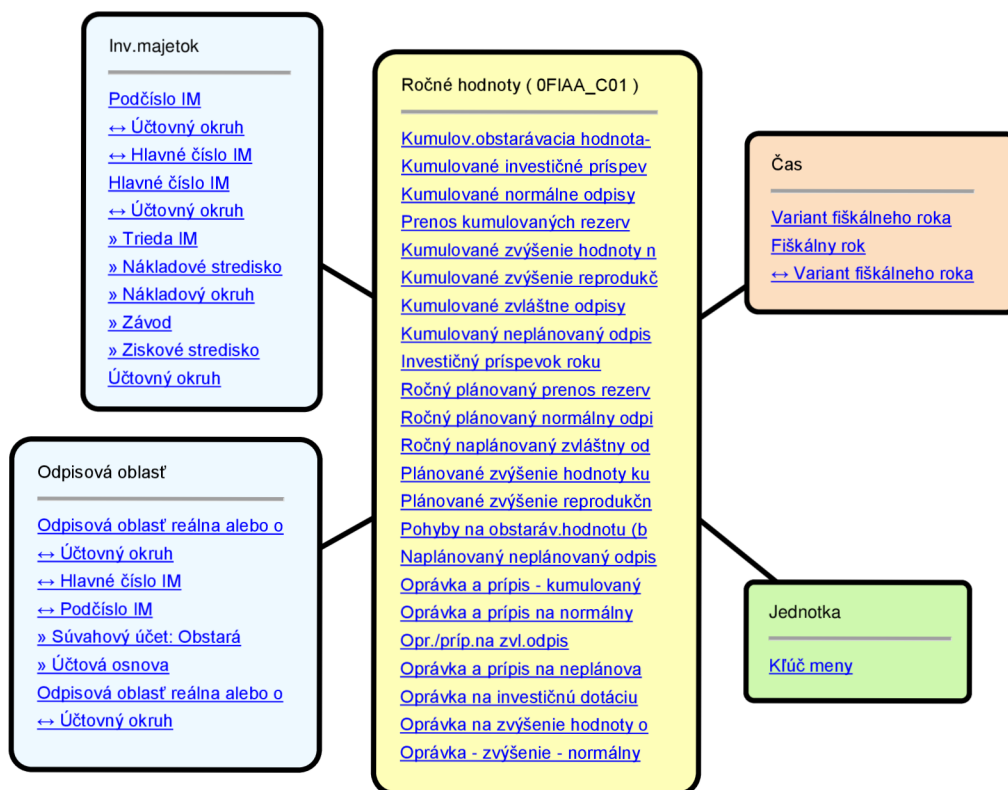 Inv.majetok
Podčíslo IM
↔ Účtovný okruh
↔ Hlavné číslo IM
Hlavné číslo IM
↔ Účtovný okruh
» Trieda IM
» Nákladové stredisko
» Nákladový okruh
» Závod
» Ziskové stredisko
Účtovný okruh
Odpisová oblasť
Odpisová oblasť reálna alebo o
↔ Účtovný okruh
↔ Hlavné číslo IM
↔ Podčíslo IM
» Súvahový účet: Obstará
» Účtová osnova
Odpisová oblasť reálna alebo o
↔ Účtovný okruh
Ročné hodnoty ( 0FIAA_C01 )
Kumulov.obstarávacia hodnota-
Kumulované investičné príspev
Kumulované normálne odpisy
Prenos kumulovaných rezerv
Kumulované zvýšenie hodnoty n
Kumulované zvýšenie reprodukč
Kumulované zvláštne odpisy
Kumulovaný neplánovaný odpis
Investičný príspevok roku
Ročný plánovaný prenos rezerv
Ročný plánovaný normálny odpi
Ročný naplánovaný zvláštny od
Plánované zvýšenie hodnoty ku
Plánované zvýšenie reprodukčn
Pohyby na obstaráv.hodnotu (b
Naplánovaný neplánovaný odpis
Oprávka a prípis - kumulovaný
Oprávka a prípis na normálny
Opr./príp.na zvl.odpis
Oprávka a prípis na neplánova
Oprávka na investičnú dotáciu
Oprávka na zvýšenie hodnoty o
Oprávka - zvýšenie - normálny
Čas
Variant fiškálneho roka
Fiškálny rok
↔ Variant fiškálneho roka
Jednotka
Kľúč meny